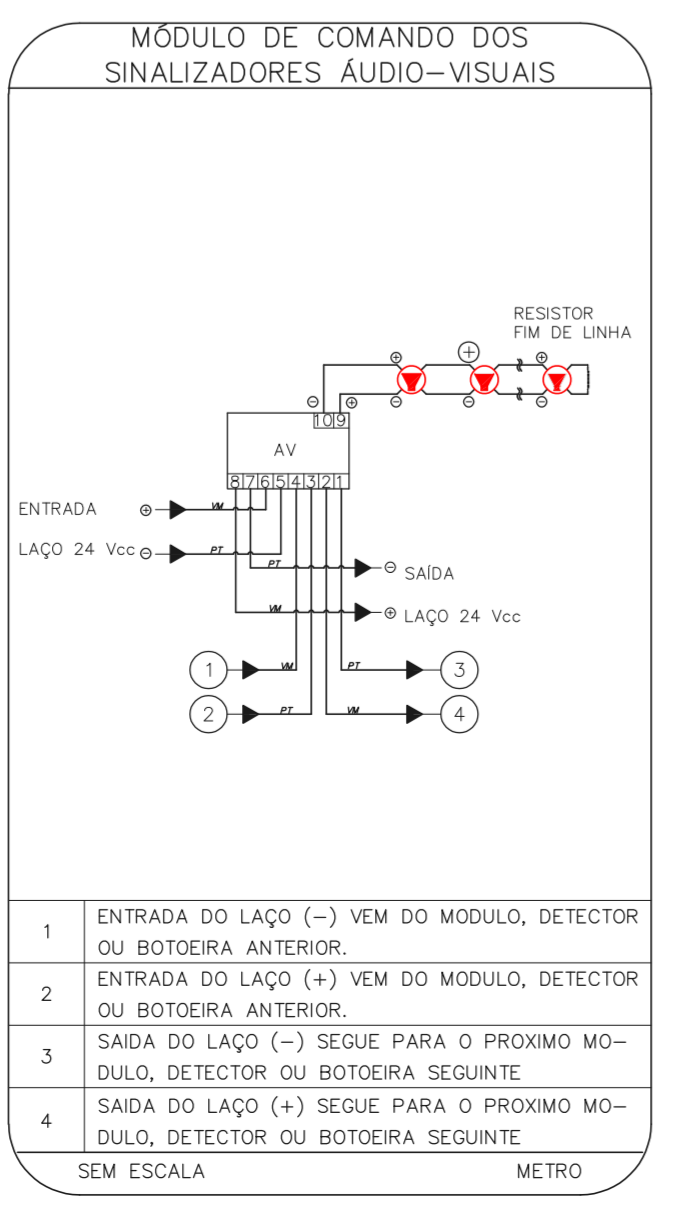 MÓDULO DE COMANDO DOS
SINALIZADORES ÁUDIO-VISUAIS
RESISTOR
FIM DE LINHA
⊕ ⊕ ⊕
⊖ ⊖ ⊖
⊖ ⊕
10 9
AV
8 7 6 5 4 3 2 1
ENTRADA ⊕ VM
LAÇO 24 Vcc ⊖ PT
PT ⊖ SAÍDA
VM ⊕ LAÇO 24 Vcc
1 VM PT 3
2 PT VM 4
1 ENTRADA DO LAÇO (-) VEM DO MODULO, DETECTOR
OU BOTOEIRA ANTERIOR.
2 ENTRADA DO LAÇO (+) VEM DO MODULO, DETECTOR
OU BOTOEIRA ANTERIOR.
3 SAIDA DO LAÇO (-) SEGUE PARA O PROXIMO MO-
DULO, DETECTOR OU BOTOEIRA SEGUINTE
4 SAIDA DO LAÇO (+) SEGUE PARA O PROXIMO MO-
DULO, DETECTOR OU BOTOEIRA SEGUINTE
SEM ESCALA METRO